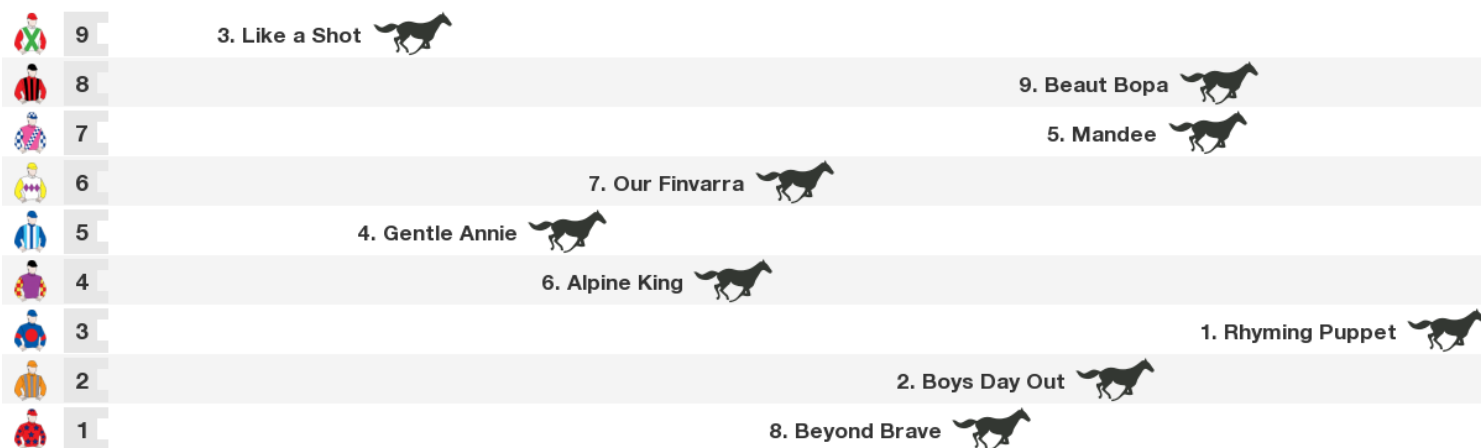 9 3. Like a Shot
8 9. Beaut Bopa
7 5. Mandee
6 7. Our Finvarra
5 4. Gentle Annie
4 6. Alpine King
3 1. Rhyming Puppet
2 2. Boys Day Out
1 8. Beyond Brave